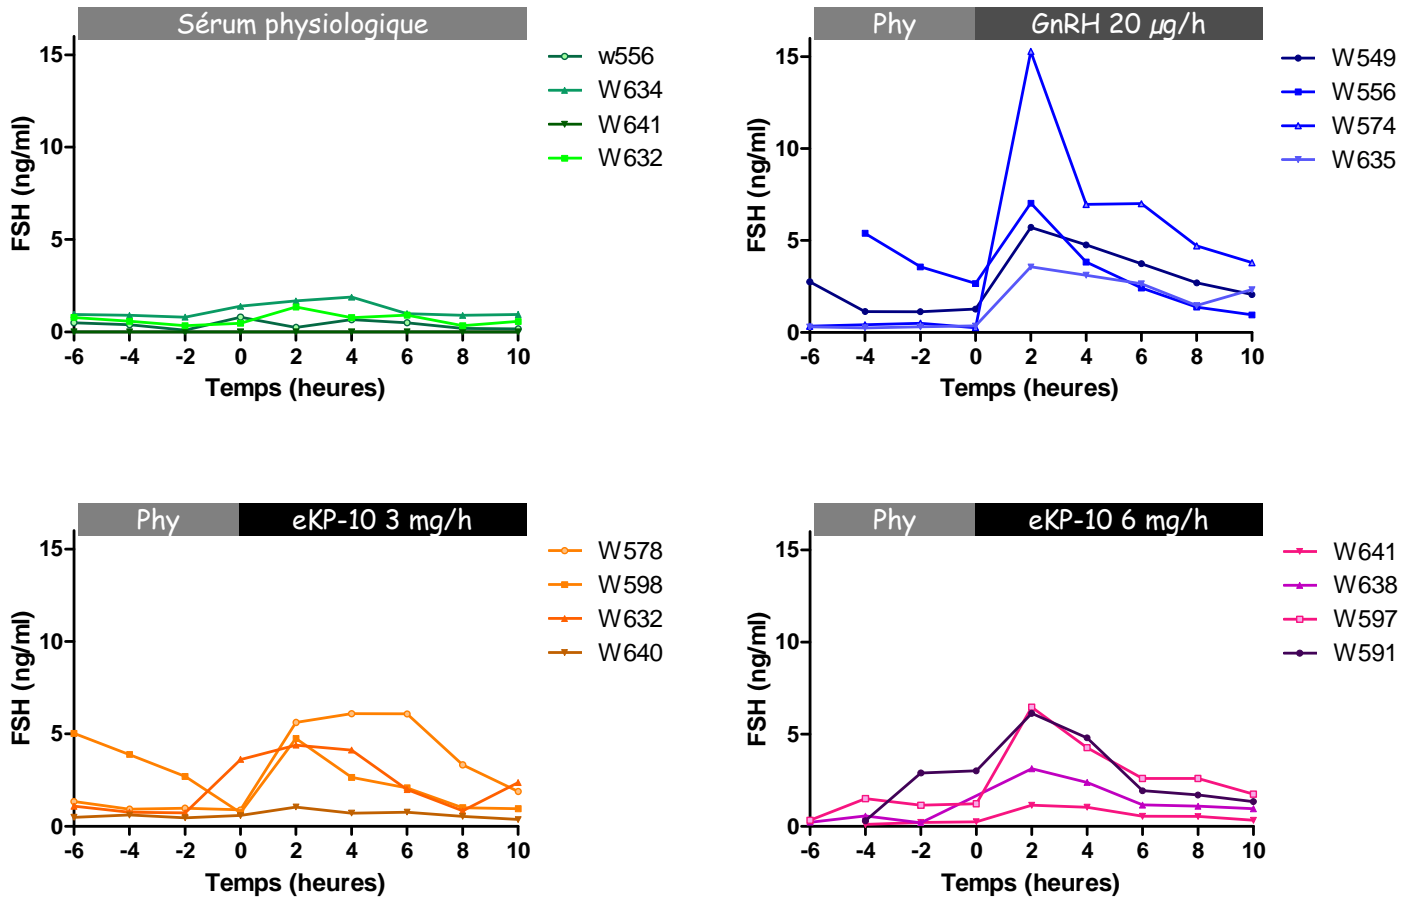 Sérum physiologique
15
10
5
0
FSH (ng/ml)
-6 -4 -2 0 2 4 6 8 10
Temps (heures)
w556
W634
W641
W632
Phy GnRH 20 µg/h
15
10
5
0
FSH (ng/ml)
-6 -4 -2 0 2 4 6 8 10
Temps (heures)
W549
W556
W574
W635
Phy eKP-10 3 mg/h
15
10
5
0
FSH (ng/ml)
-6 -4 -2 0 2 4 6 8 10
Temps (heures)
W578
W598
W632
W640
Phy eKP-10 6 mg/h
15
10
5
0
FSH (ng/ml)
-6 -4 -2 0 2 4 6 8 10
Temps (heures)
W641
W638
W597
W591